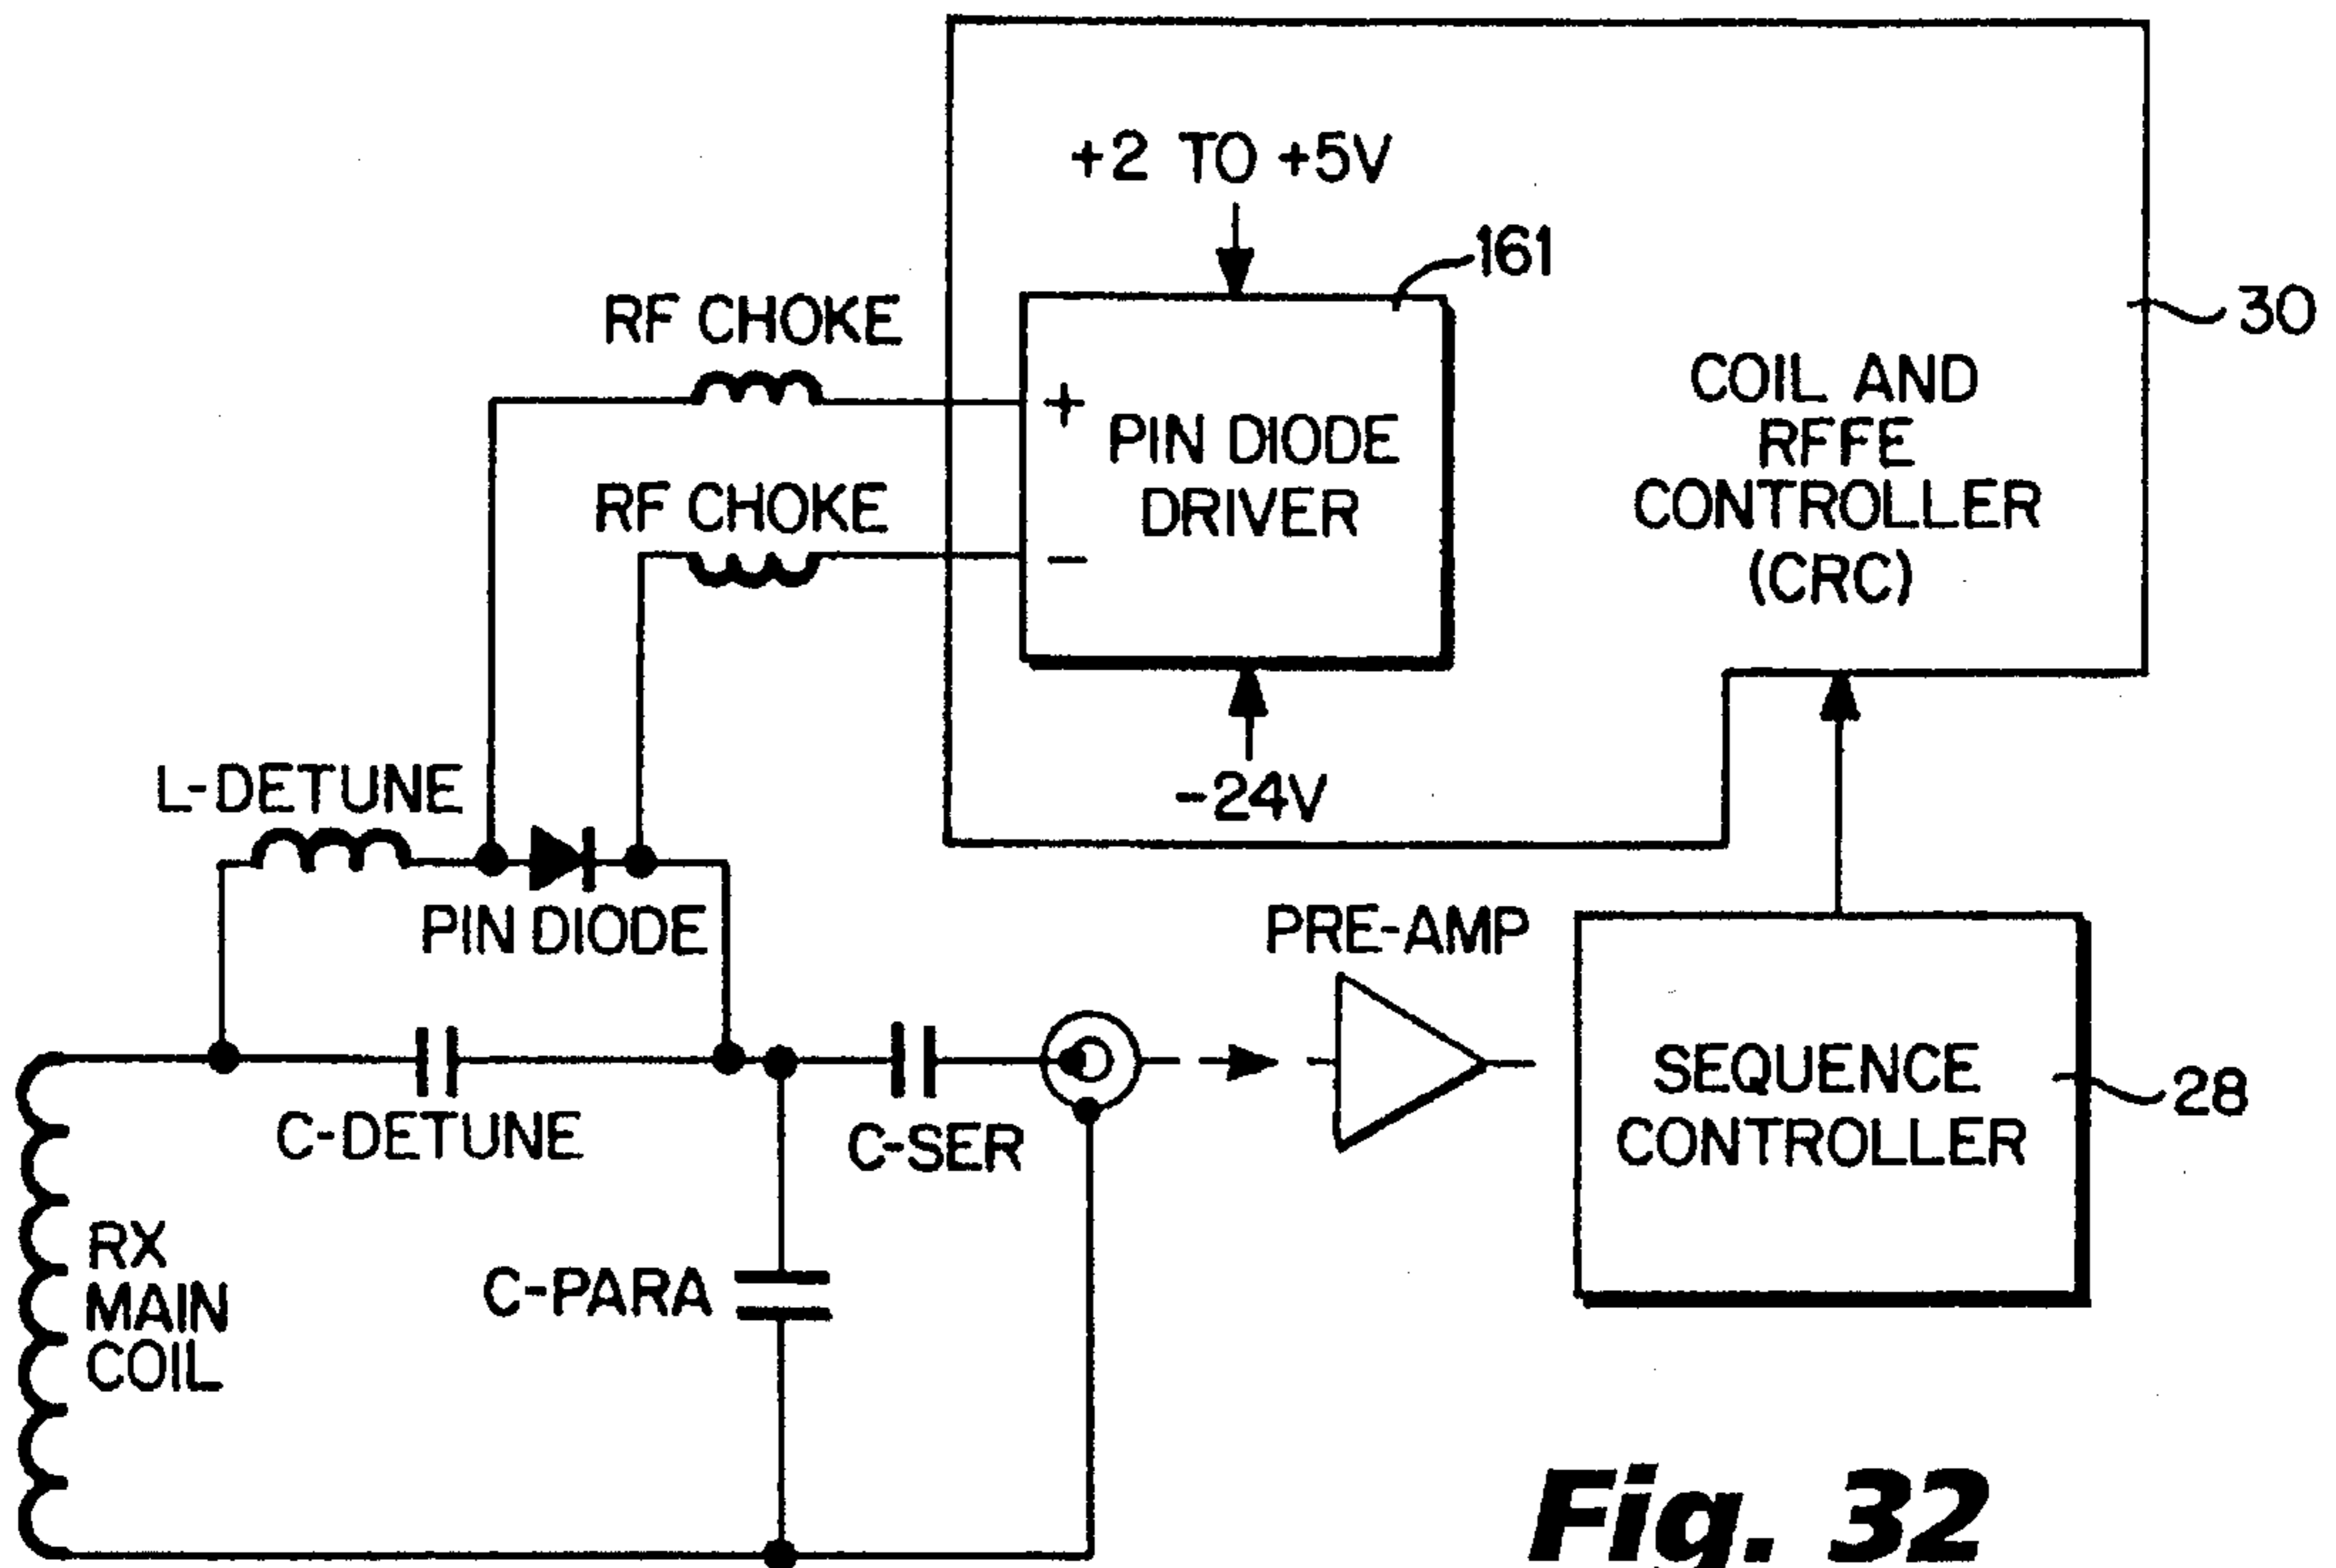 +2 TO +5V
161
30
RF CHOKE
+
PIN DIODE
DRIVER
COIL AND
RFFE
CONTROLLER
(CRC)
RF CHOKE
−
-24V
L-DETUNE
PIN DIODE
PRE-AMP
C-DETUNE
C-SER
SEQUENCE
CONTROLLER
28
RX
MAIN
COIL
C-PARA
Fig. 32